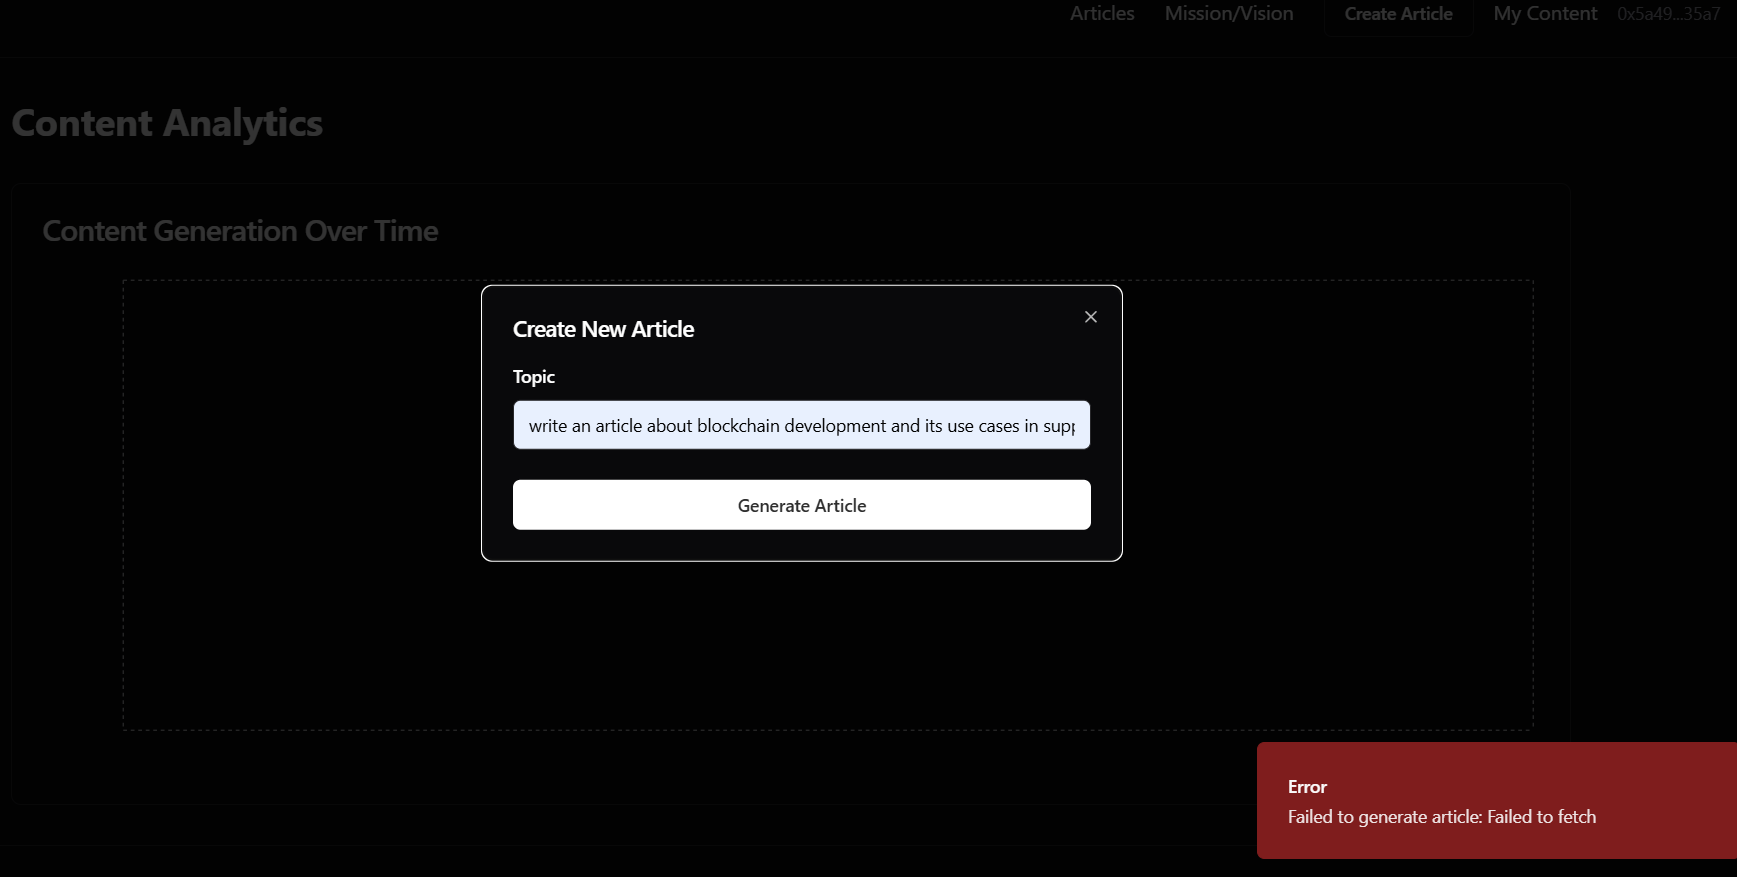 Articles Mission/Vision Create Article My Content 0x5a49...35a7
Content Analytics
Content Generation Over Time
Create New Article
Topic
write an article about blockchain development and its use cases in supp
Generate Article
Error
Failed to generate article: Failed to fetch